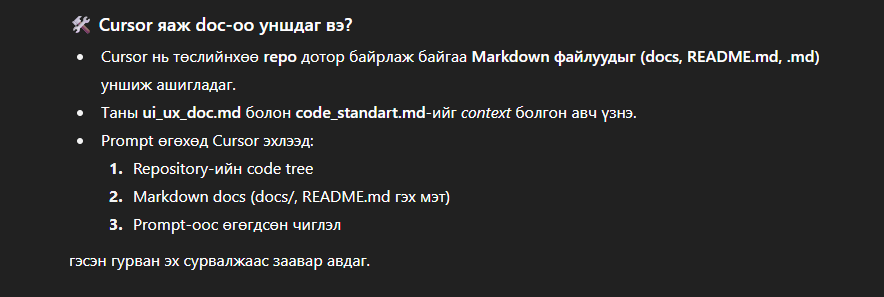 🛠 Cursor яаж doc-оо уншдаг вэ?
• Cursor нь төслийнхөө repo дотор байрлаж байгаа Markdown файлуудыг (docs, README.md, .md)
уншиж ашигладаг.
• Таны ui_ux_doc.md болон code_standart.md-ийг context болгон авч үзнэ.
• Prompt өгөхөд Cursor эхлээд:
1. Repository-ийн code tree
2. Markdown docs (docs/, README.md гэх мэт)
3. Prompt-оос өгөгдсөн чиглэл
гэсэн гурван эх сурвалжаас заавар авдаг.